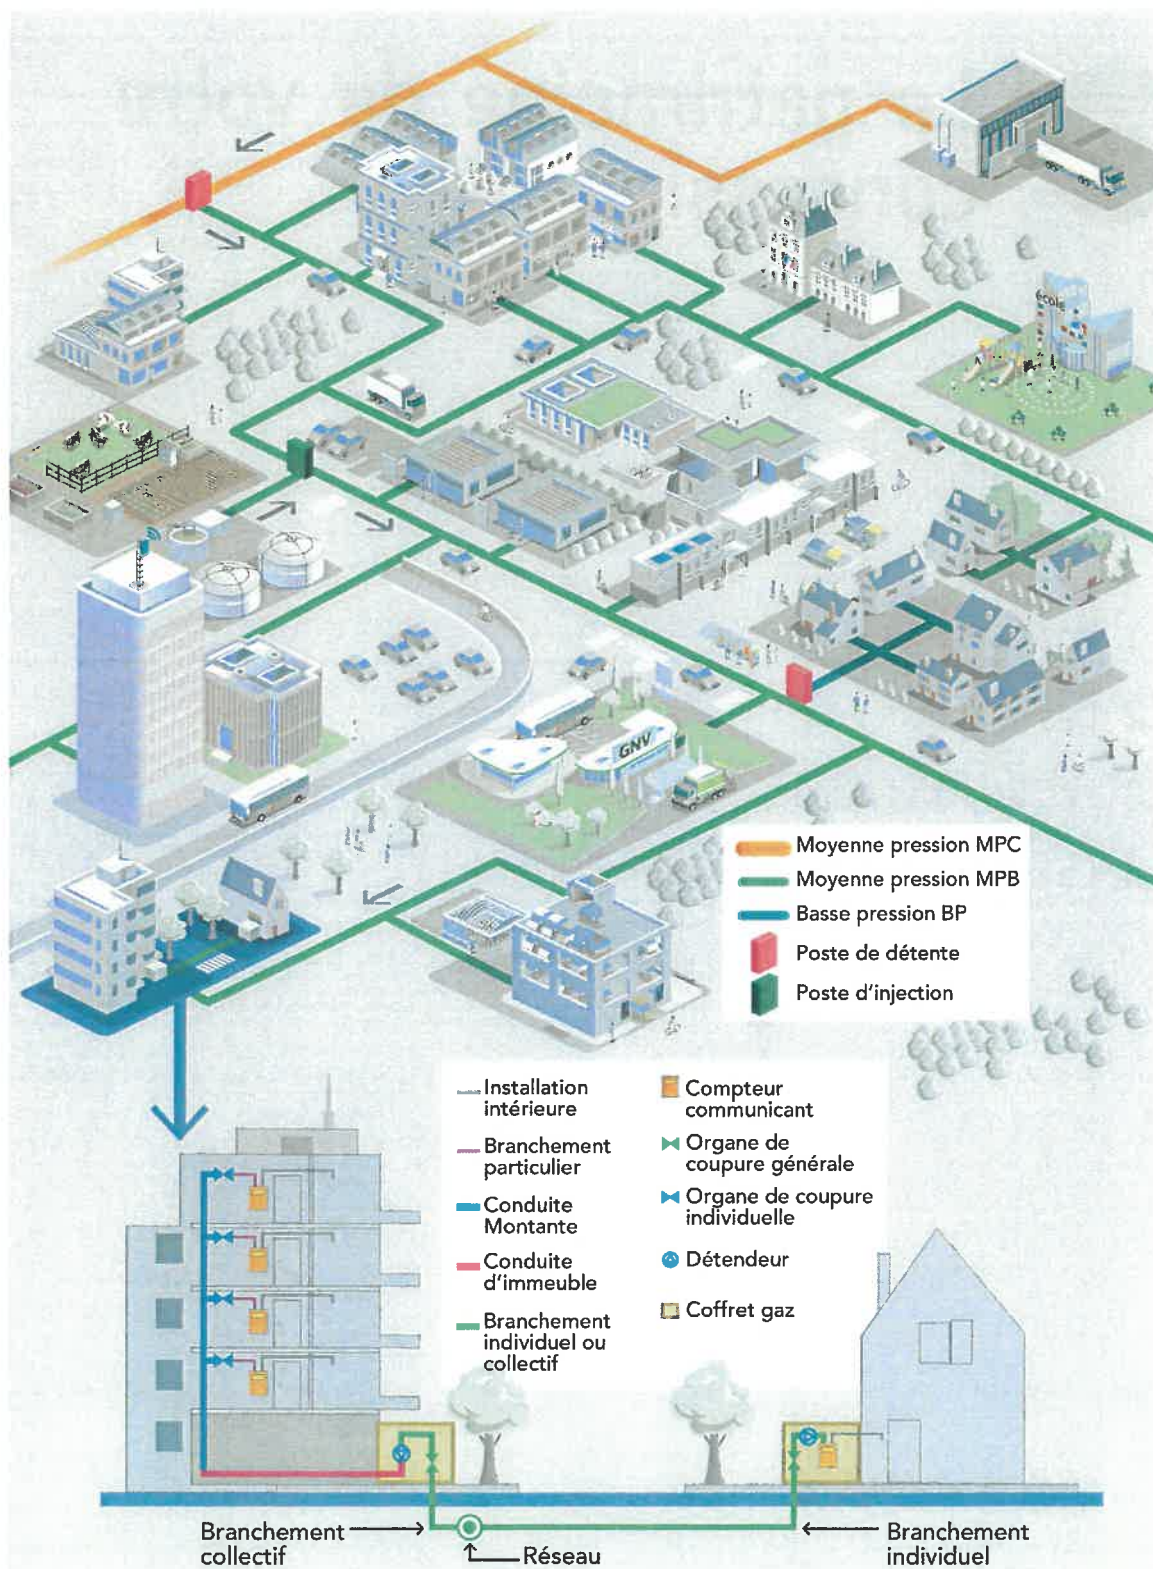 école
GNV
Moyenne pression MPC
Moyenne pression MPB
Basse pression BP
Poste de détente
Poste d'injection
Installation
intérieure
Branchement
particulier
Conduite
Montante
Conduite
d'immeuble
Branchement
individuel ou
collectif
Compteur
communicant
Organe de
coupure générale
Organe de coupure
individuelle
Détendeur
Coffret gaz
Branchement
collectif
Réseau
Branchement
individuel